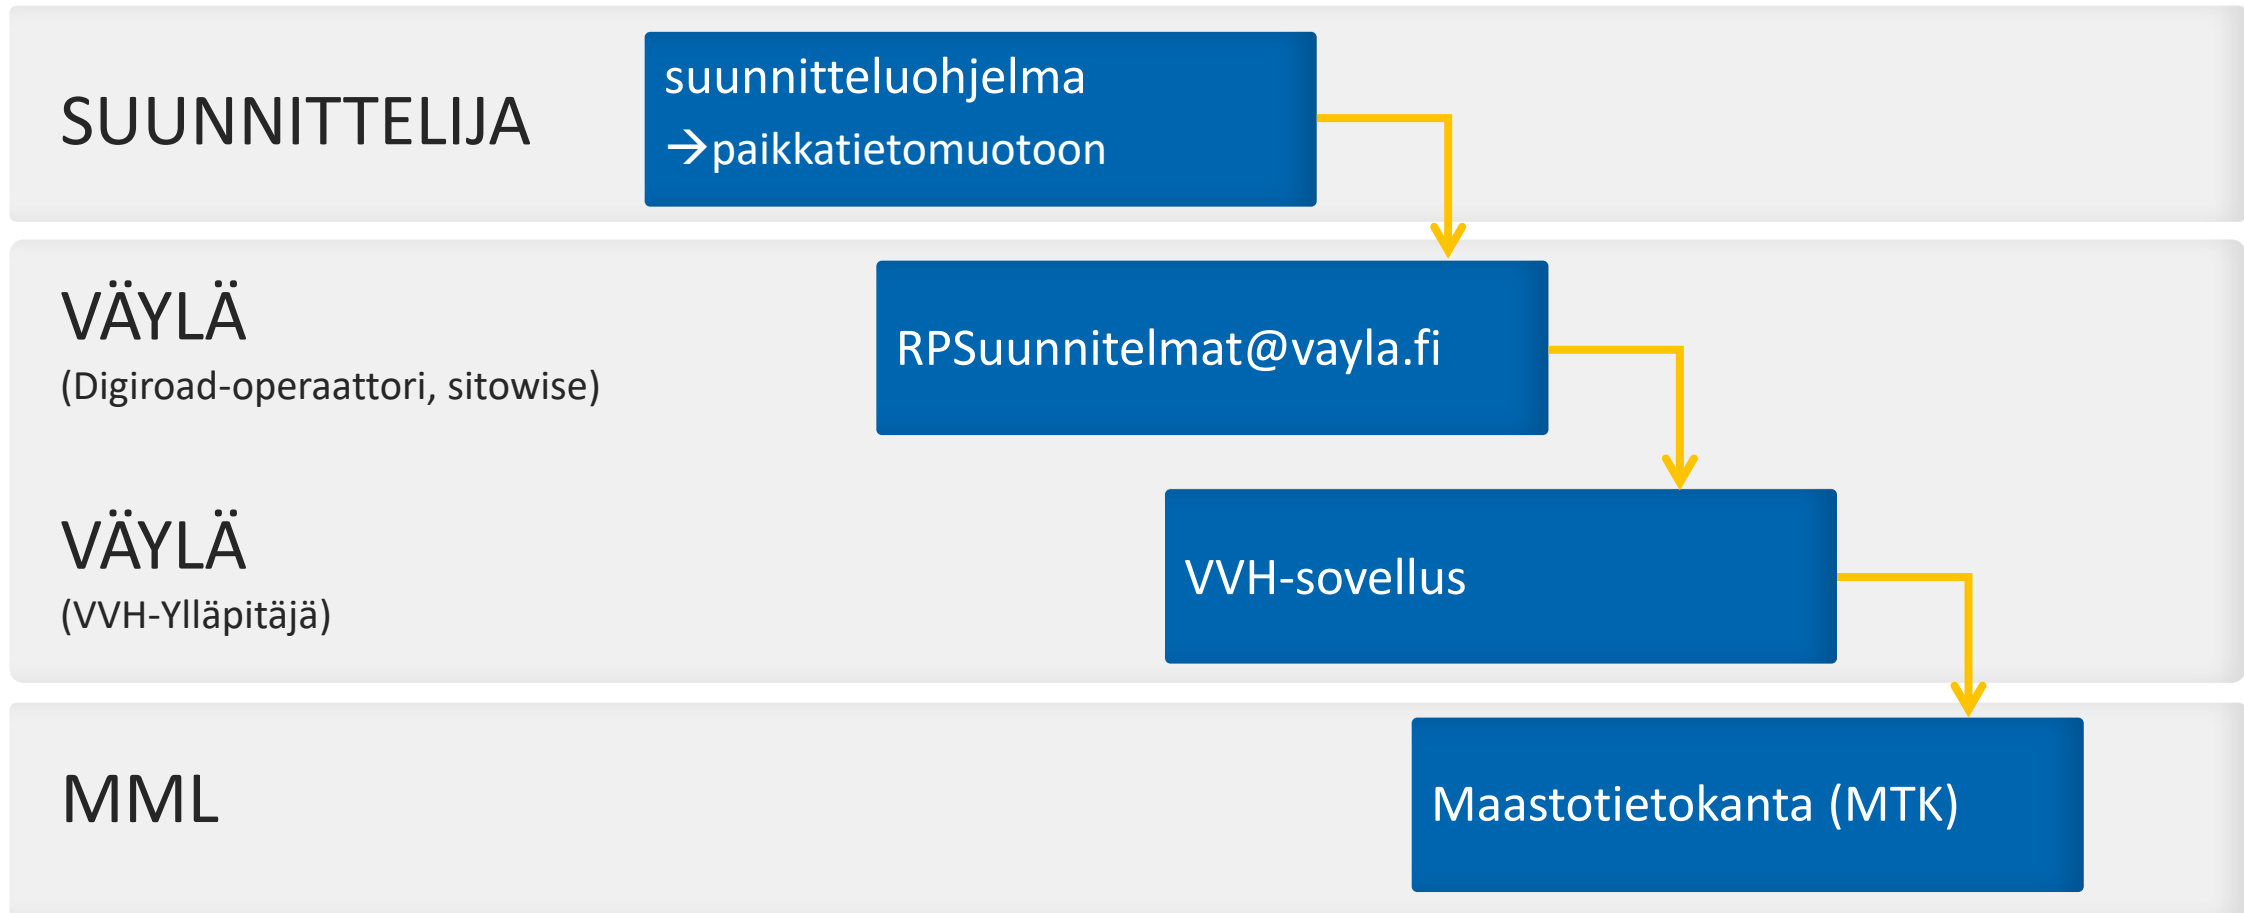 SUUNNITTELIJA
suunnitteluohjelma
→paikkatietomuotoon
VÄYLÄ
(Digiroad-operaattori, sitowise)
RPSuunnitelmat@vayla.fi
VÄYLÄ
(VVH-Ylläpitäjä)
VVH-sovellus
MML
Maastotietokanta (MTK)